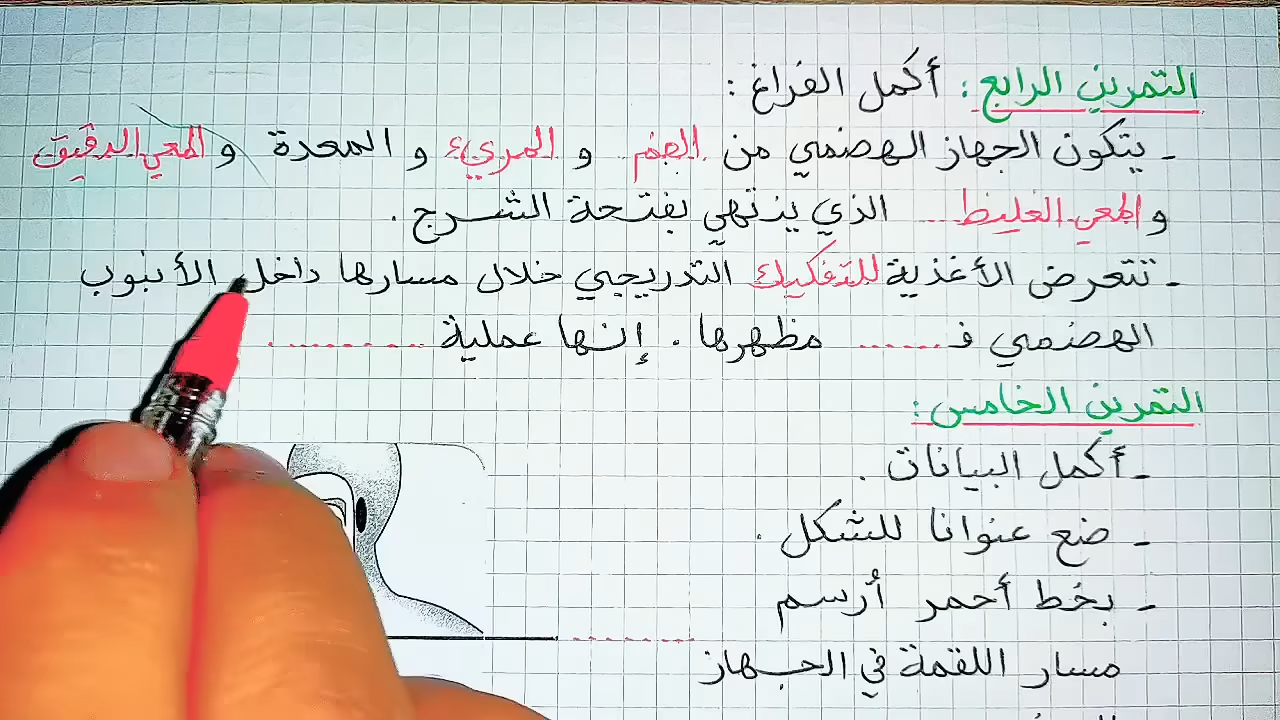 التمرين الرابع : أكمل الفراغ :
- يتكون الجهاز الهضمي من الفم و المريء و المعدة و المعي الدقيق
و المعي الغليظ.... الذي ينتهي بفتحة الشرج .
- تتعرض الأغذية للتفكيك التدريجي خلال مسارها داخل الأنبوب
الهضمي فـ ...... مظهرها . إنها عملية ..........
التمرين الخامس :
- أكمل البيانات .
- ضع عنوانا للشكل .
- بخط أحمر أرسم
مسار اللقمة في الجهاز